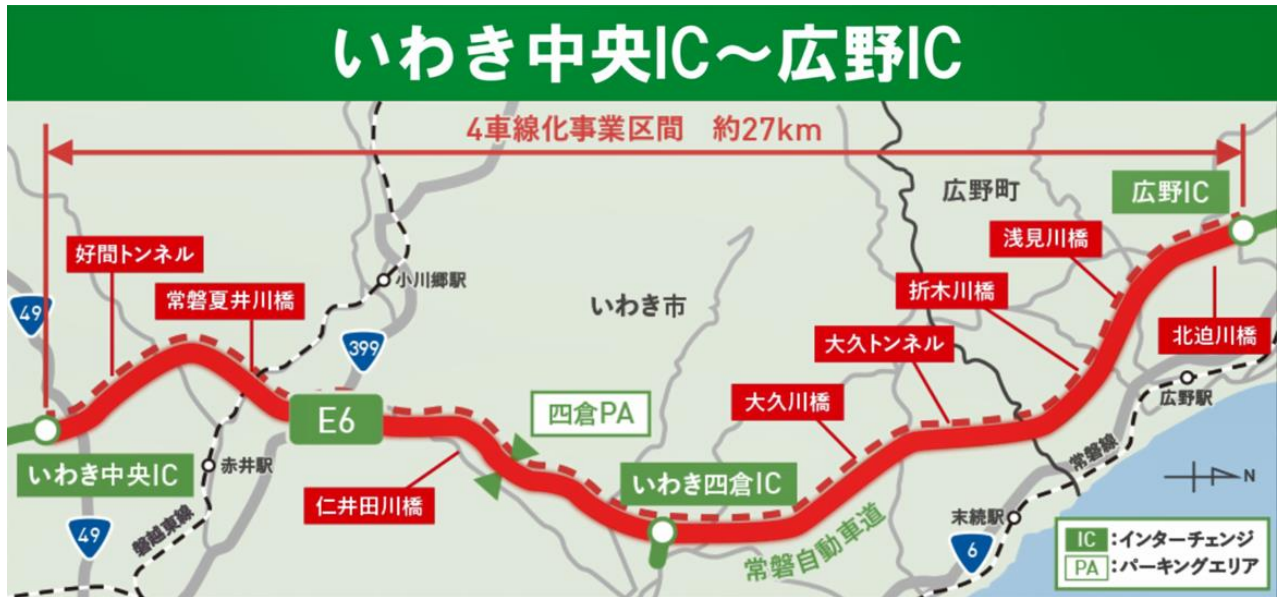 いわき中央IC～広野IC
4車線化事業区間 約27km
広野町
広野IC
浅見川橋
好間トンネル
小川郷駅
折木川橋
常磐夏井川橋
いわき市
49
北迫川橋
399
大久トンネル
広野駅
大久川橋
四倉PA
E6
常磐線
赤井駅
いわき中央IC
いわき四倉IC
N
仁井田川橋
末続駅
49
磐越東線
常磐自動車道
6
IC:インターチェンジ
PA:パーキングエリア